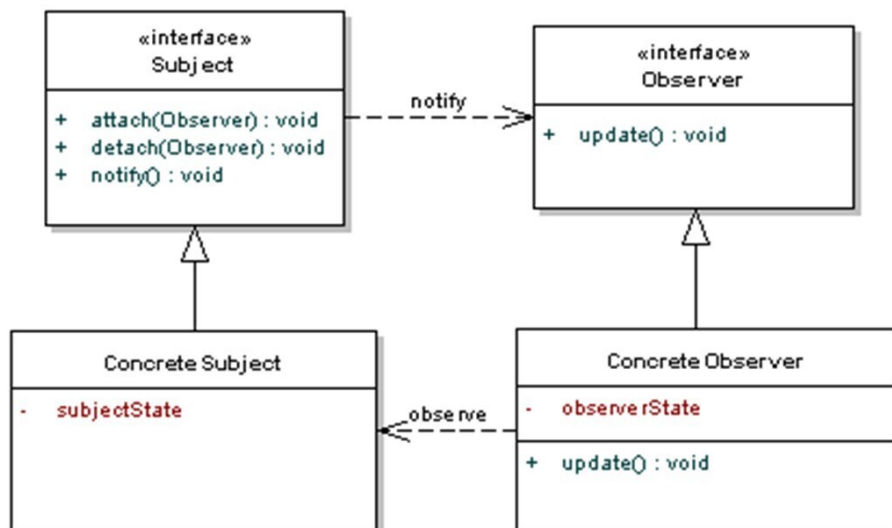 «interface»
Subject
+ attach(Observer) : void
+ detach(Observer) : void
+ notify() : void
notify
«interface»
Observer
+ update() : void
Concrete Subject
- subjectState
observe
Concrete Observer
- observerState
+ update() : void